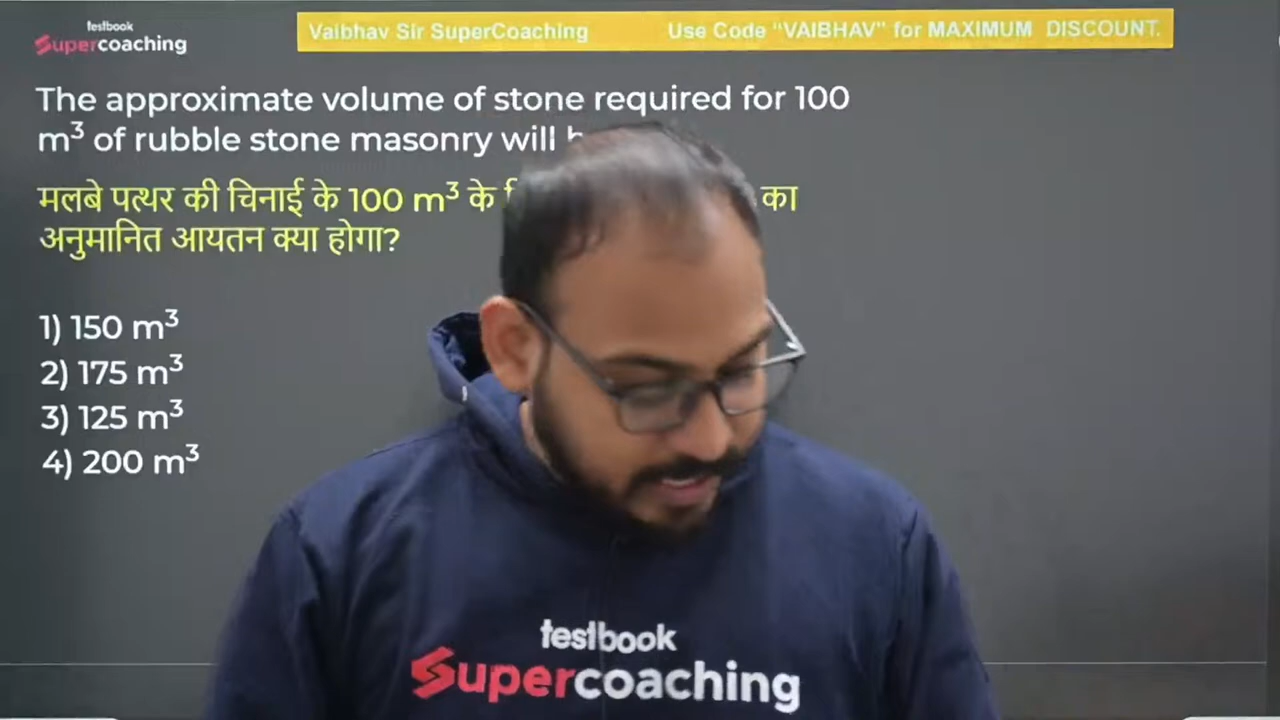 testbook
Supercoaching
Vaibhav Sir SuperCoaching Use Code "VAIBHAV" for MAXIMUM DISCOUNT.
The approximate volume of stone required for 100
m³ of rubble stone masonry will
मलबे पत्थर की चिनाई के 100 m³ के का
अनुमानित आयतन क्या होगा?
1) 150 m³
2) 175 m³
3) 125 m³
4) 200 m³
testbook
Supercoaching